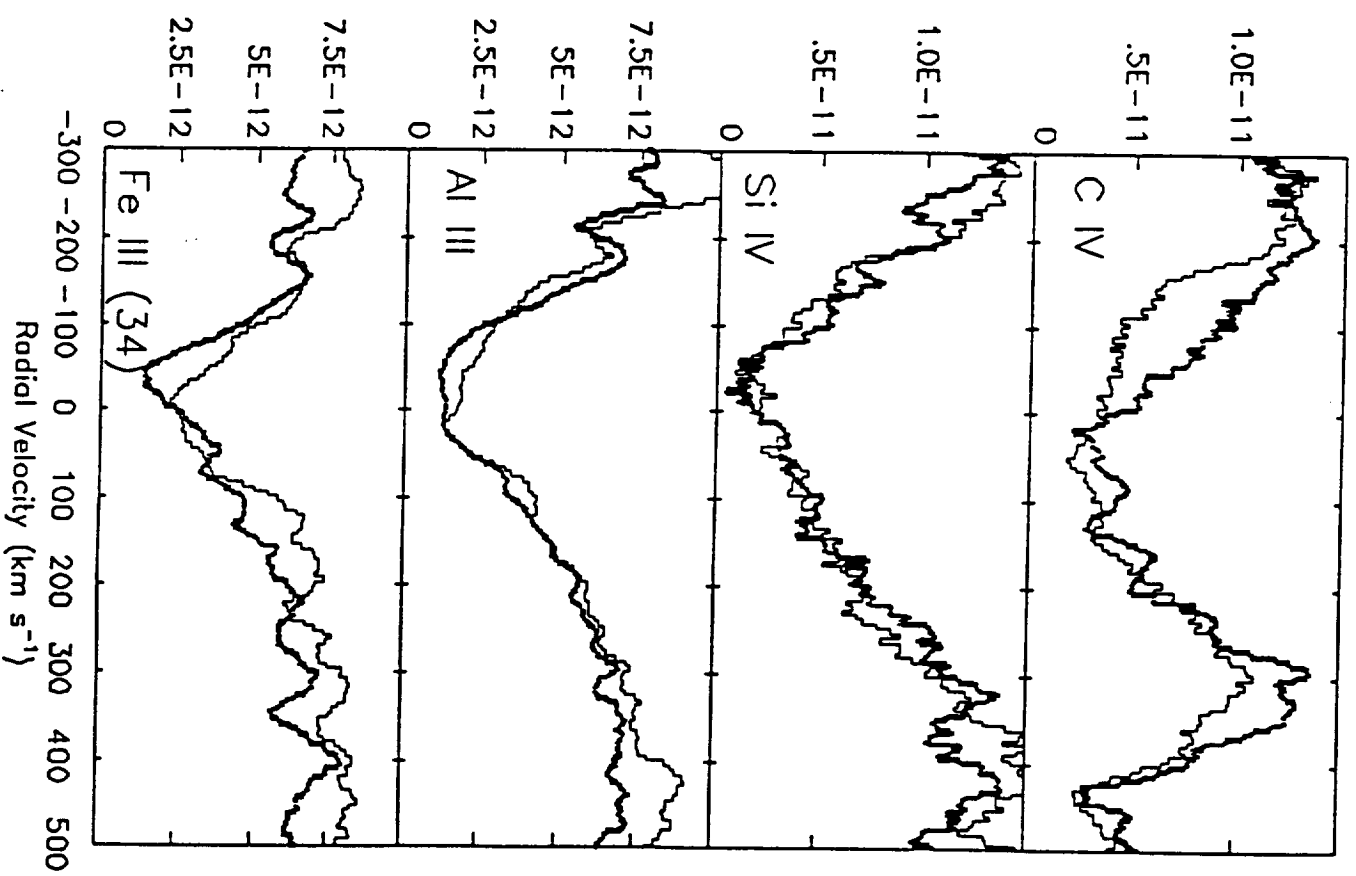 1.0E−11
C IV
.5E−11
0
1.0E−11
Si IV
.5E−11
0
7.5E−12
5E−12
Al III
2.5E−12
0
7.5E−12
5E−12
2.5E−12
Fe III (34)
0
−300 −200 −100 0 100 200 300 400 500
Radial Velocity (km s⁻¹)